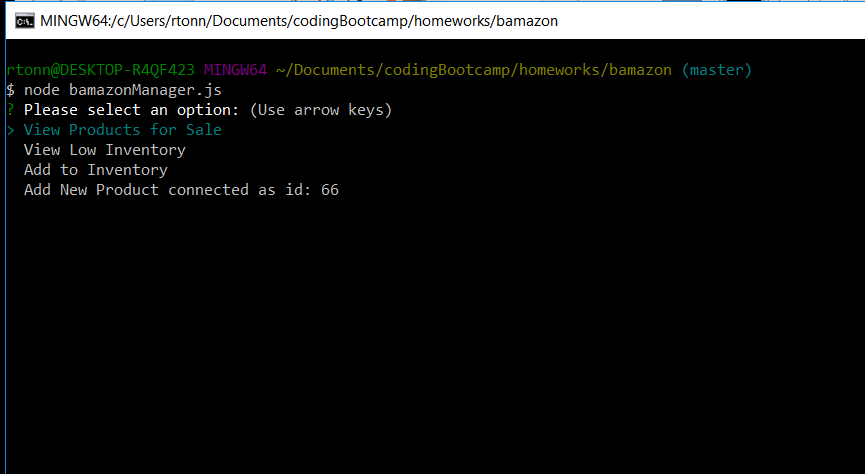 MINGW64:/c/Users/rtonn/Documents/codingBootcamp/homeworks/bamazon
rtonn@DESKTOP-R4QF423 MINGW64 ~/Documents/codingBootcamp/homeworks/bamazon (master)
$ node bamazonManager.js
? Please select an option: (Use arrow keys)
> View Products for Sale
View Low Inventory
Add to Inventory
Add New Product connected as id: 66